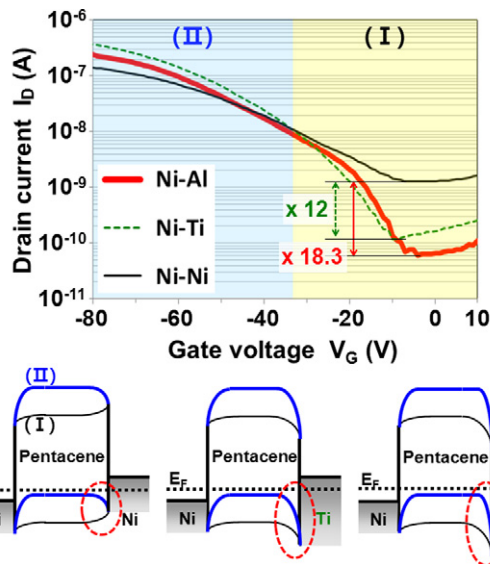 10^-6
10^-7
10^-8
10^-9
10^-10
10^-11
Drain current I_D (A)
(II)
(I)
Ni-Al
Ni-Ti
Ni-Ni
x 12
x 18.3
-80
-60
-40
-20
0
10
Gate voltage V_G (V)
(II)
(I)
Pentacene
Ni
Pentacene
E_F
Ni
Ti
Pentacene
E_F
Ni